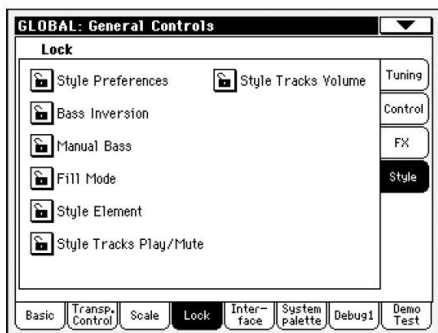 GLOBAL: General Controls
Lock
Style Preferences
Style Tracks Volume
Bass Inversion
Manual Bass
Fill Mode
Style Element
Style Tracks Play/Mute
Tuning
Control
FX
Style
Basic
Transp.
Control
Scale
Lock
Inter-
face
System
palette
Debug1
Demo
Test